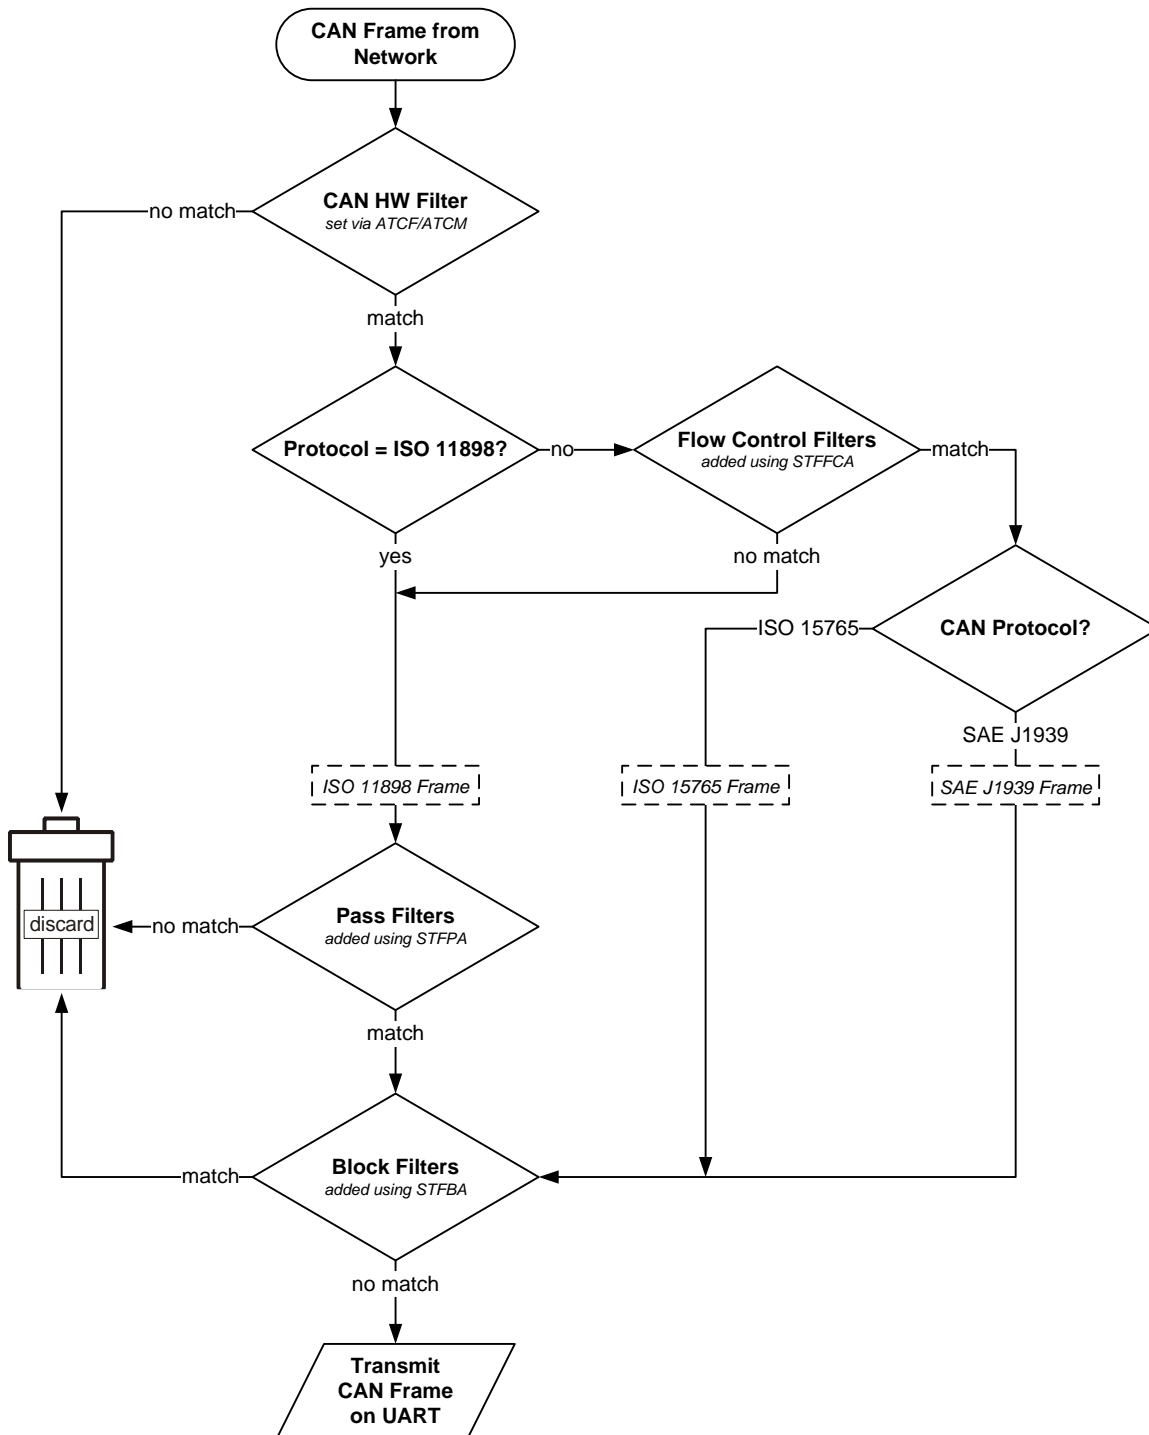 CAN Frame from
Network
CAN HW Filter
set via ATCF/ATCM
no match
match
Protocol = ISO 11898?
no
Flow Control Filters
added using STFFCA
match
yes
no match
ISO 15765
CAN Protocol?
SAE J1939
ISO 11898 Frame
ISO 15765 Frame
SAE J1939 Frame
discard
no match
Pass Filters
added using STFPA
match
match
Block Filters
added using STFBA
no match
Transmit
CAN Frame
on UART